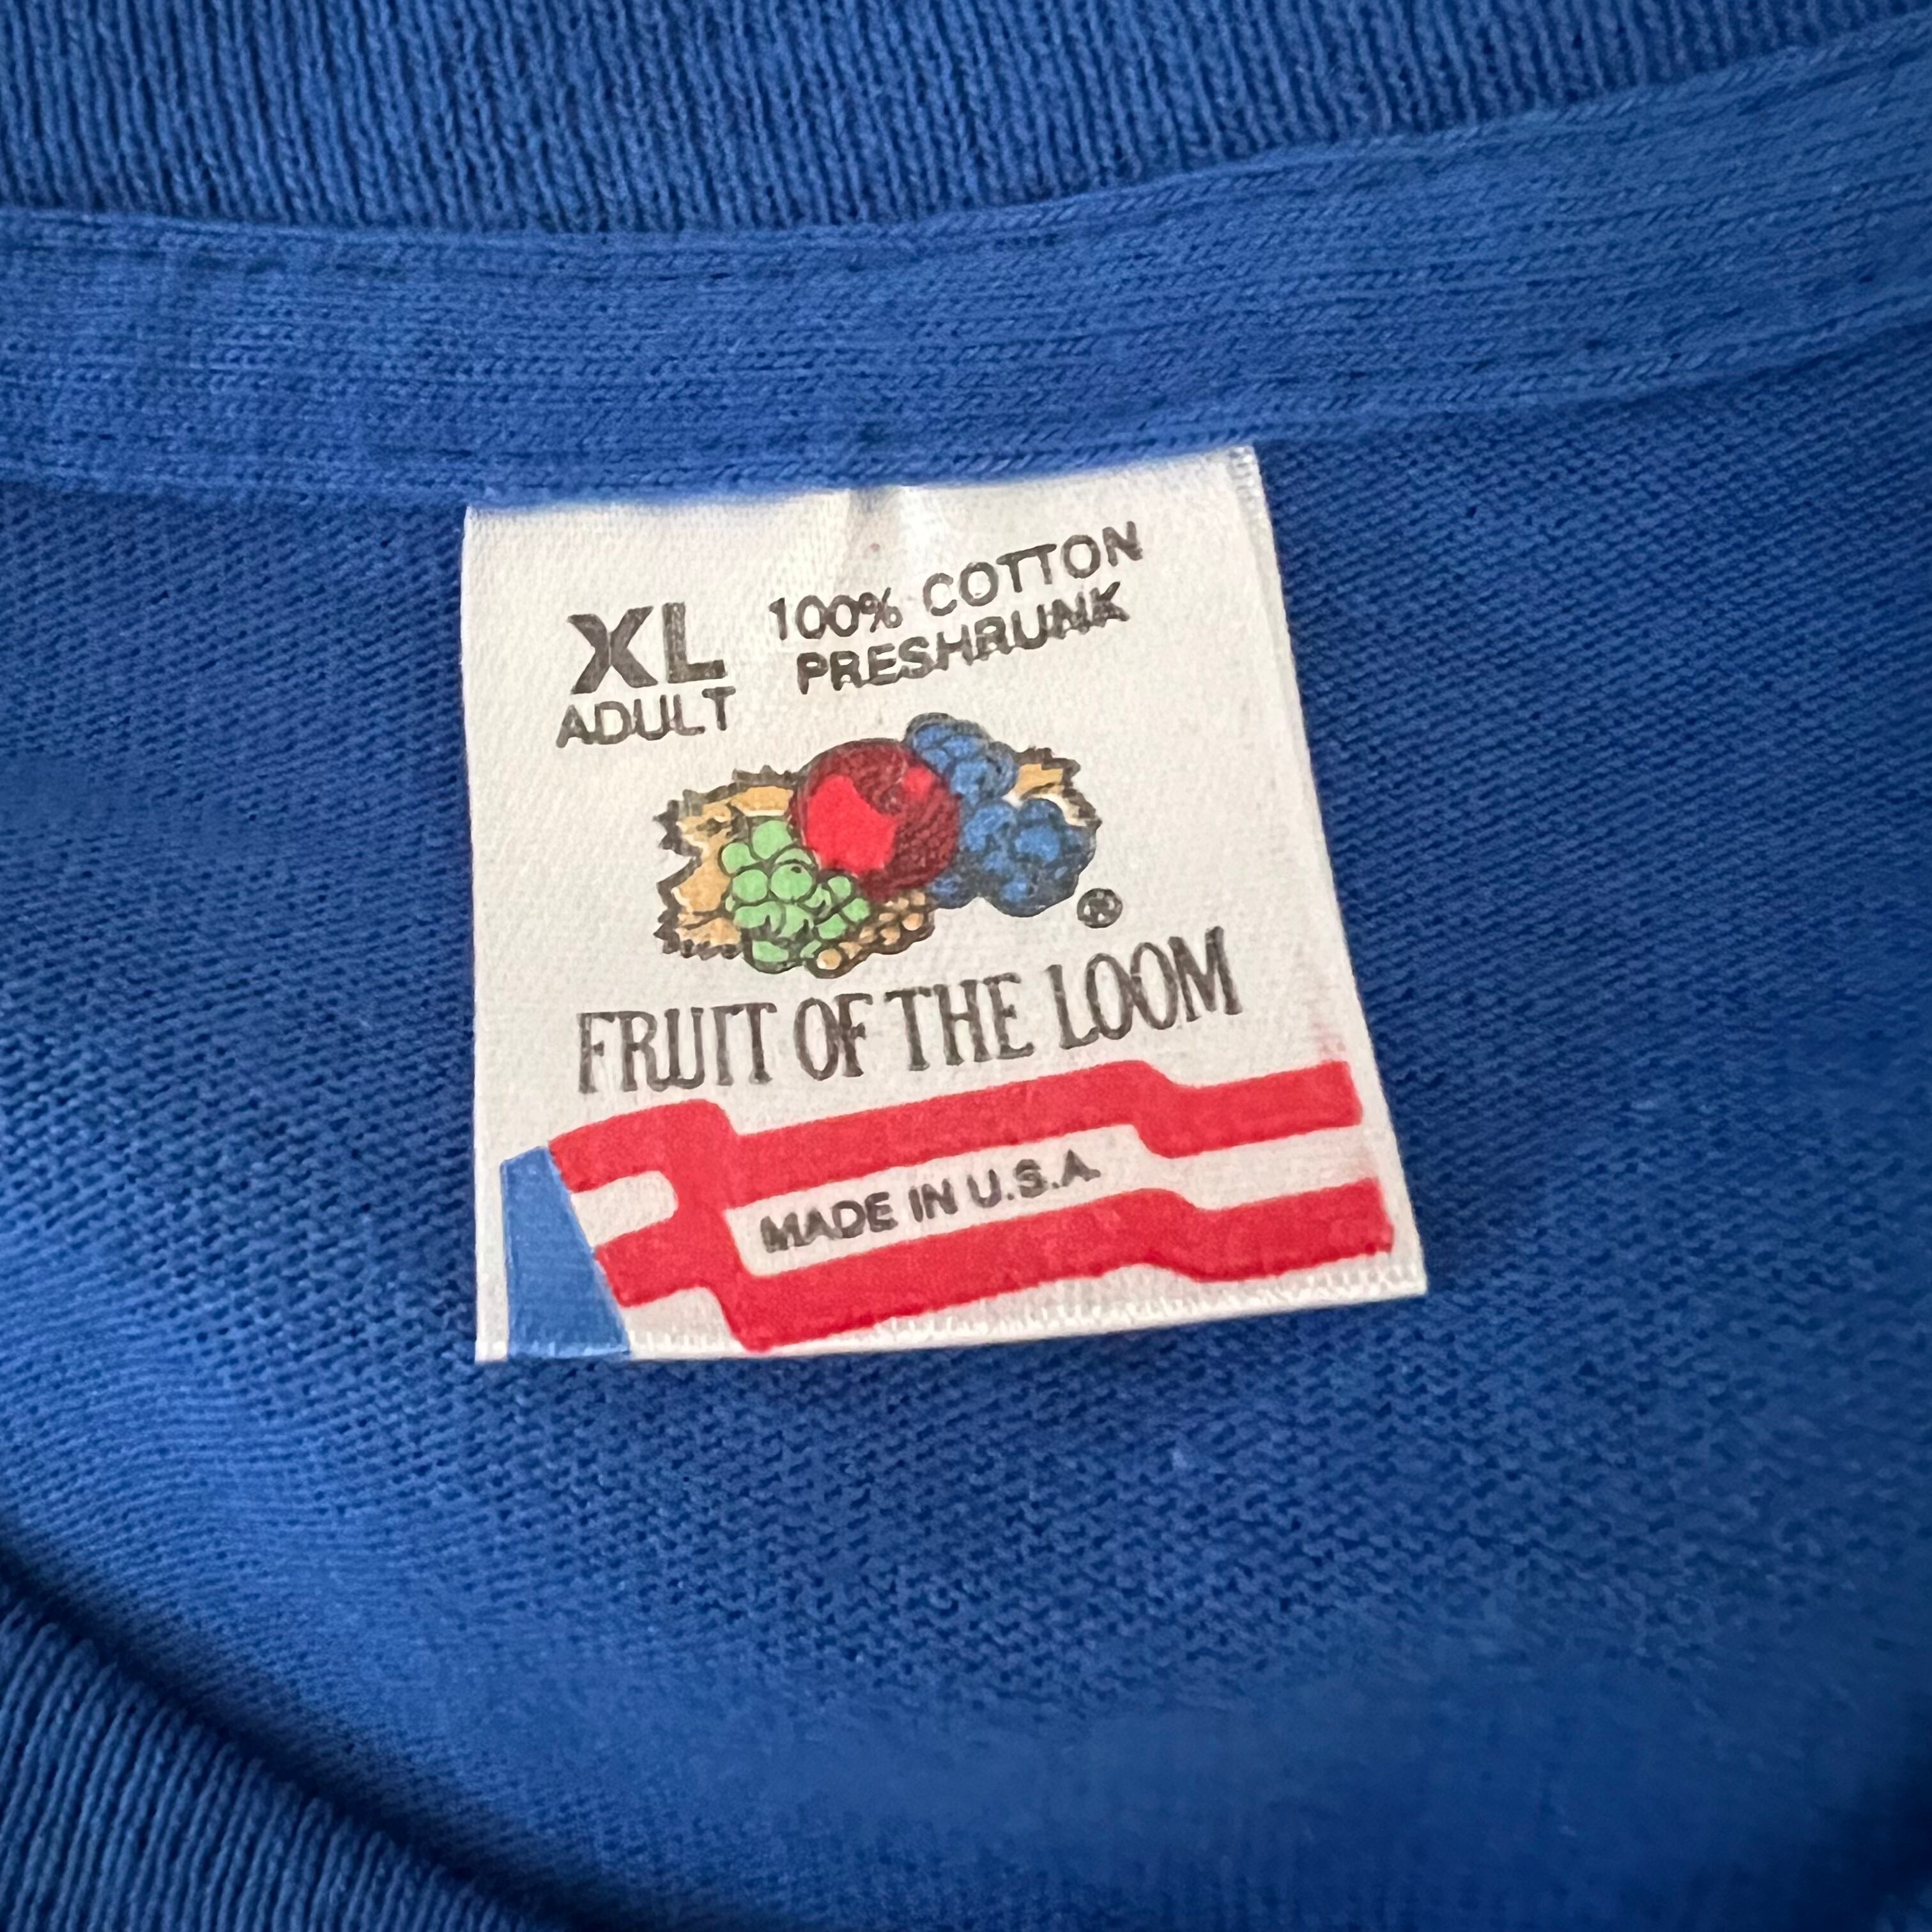 XL
ADULT
100% COTTON
PRESHRUNK
®
FRUIT OF THE LOOM
MADE IN U.S.A.